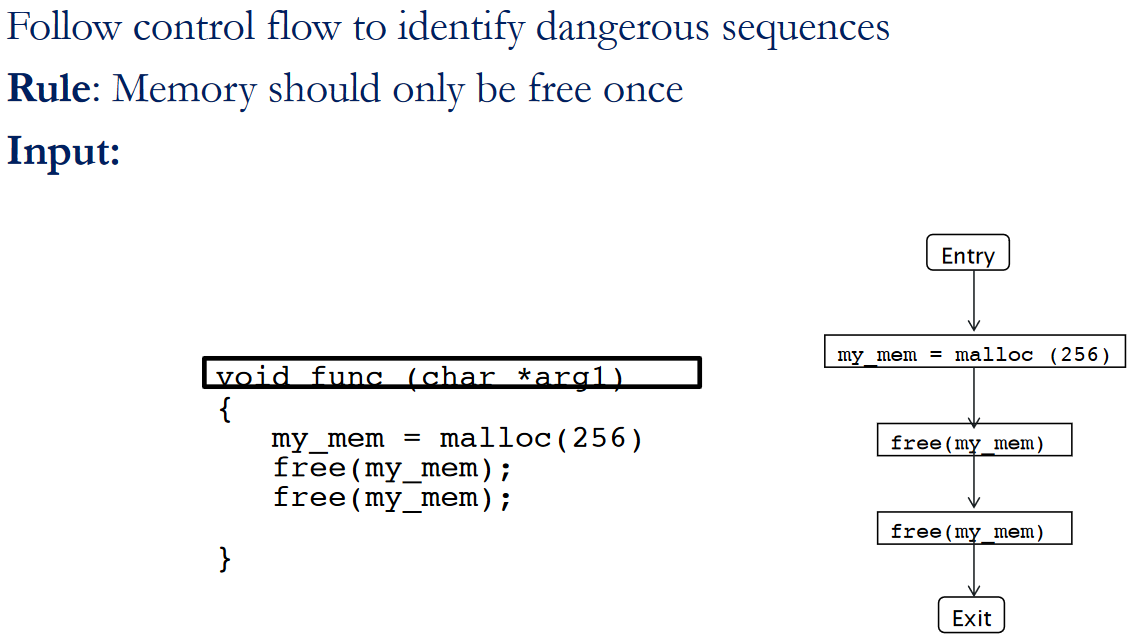 Follow control flow to identify dangerous sequences
Rule: Memory should only be free once
Input:
void func (char *arg1)
{
my_mem = malloc(256)
free(my_mem);
free(my_mem);
}
Entry
my_mem = malloc (256)
free(my_mem)
free(my_mem)
Exit